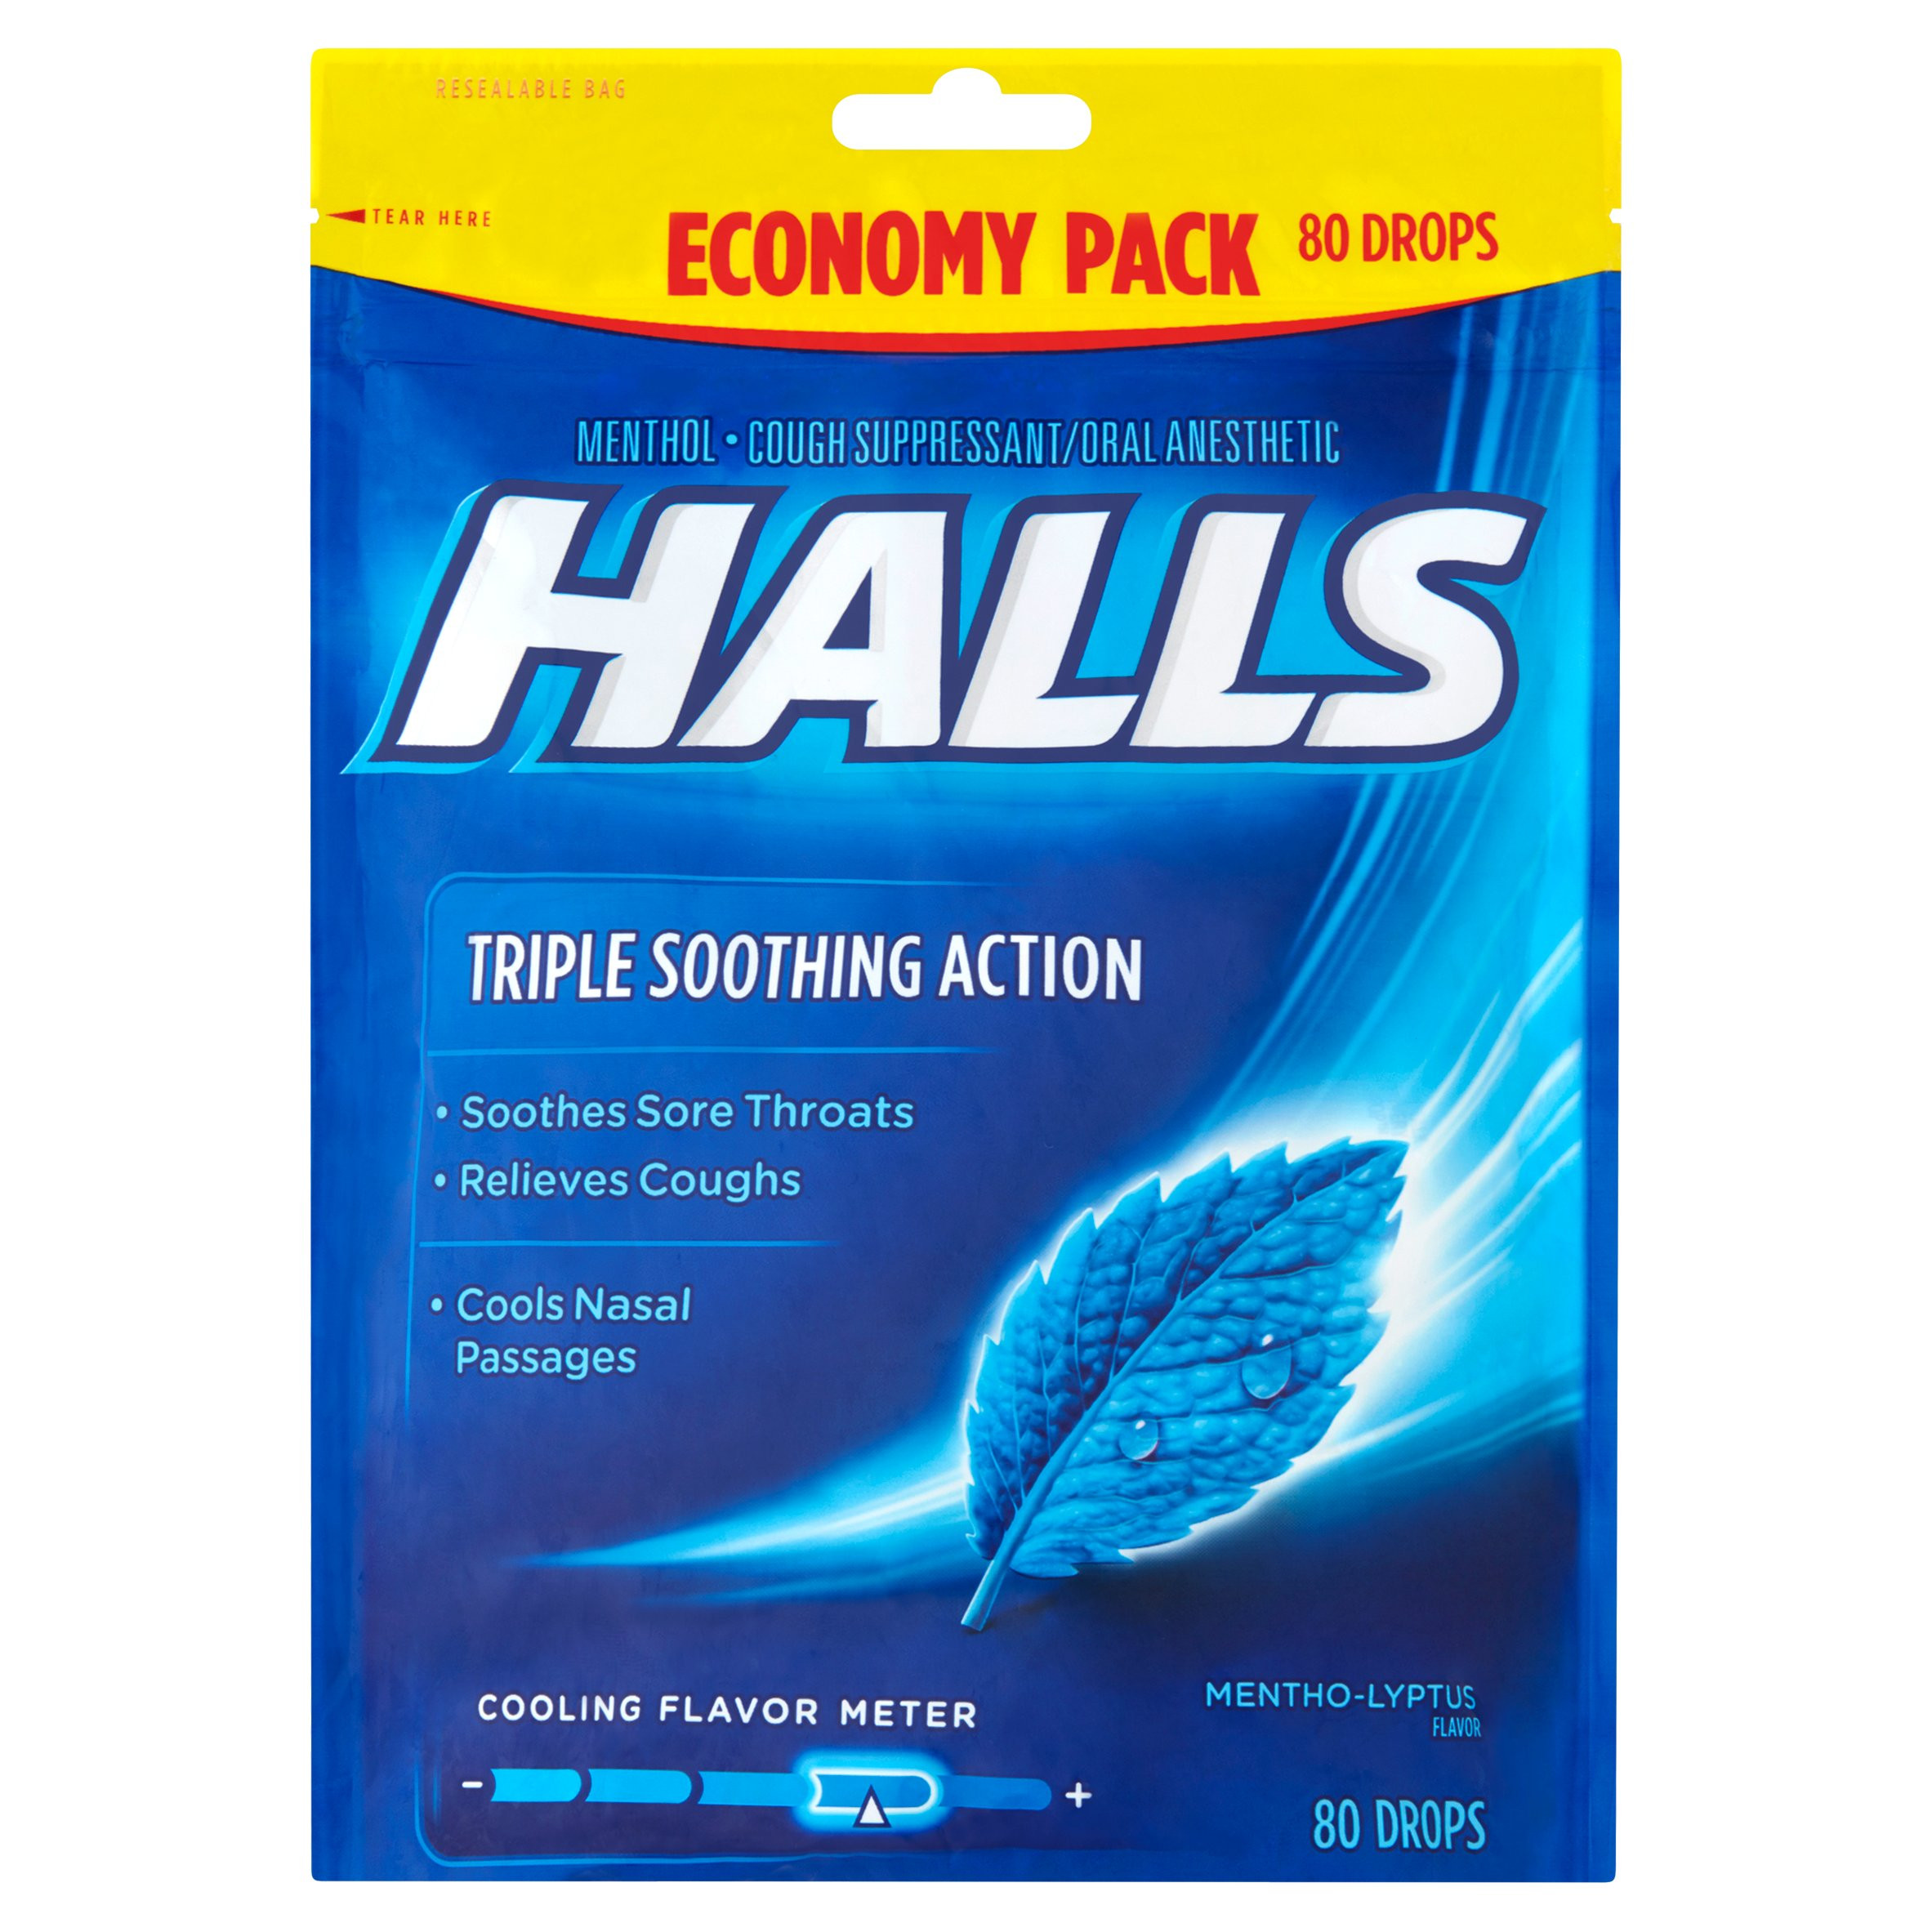 RESEALABLE BAG
TEAR HERE
ECONOMY PACK 80 DROPS
MENTHOL • COUGH SUPPRESSANT/ORAL ANESTHETIC
HALLS
TRIPLE SOOTHING ACTION
• Soothes Sore Throats
• Relieves Coughs
• Cools Nasal
Passages
COOLING FLAVOR METER
- +
MENTHO-LYPTUS
FLAVOR
80 DROPS